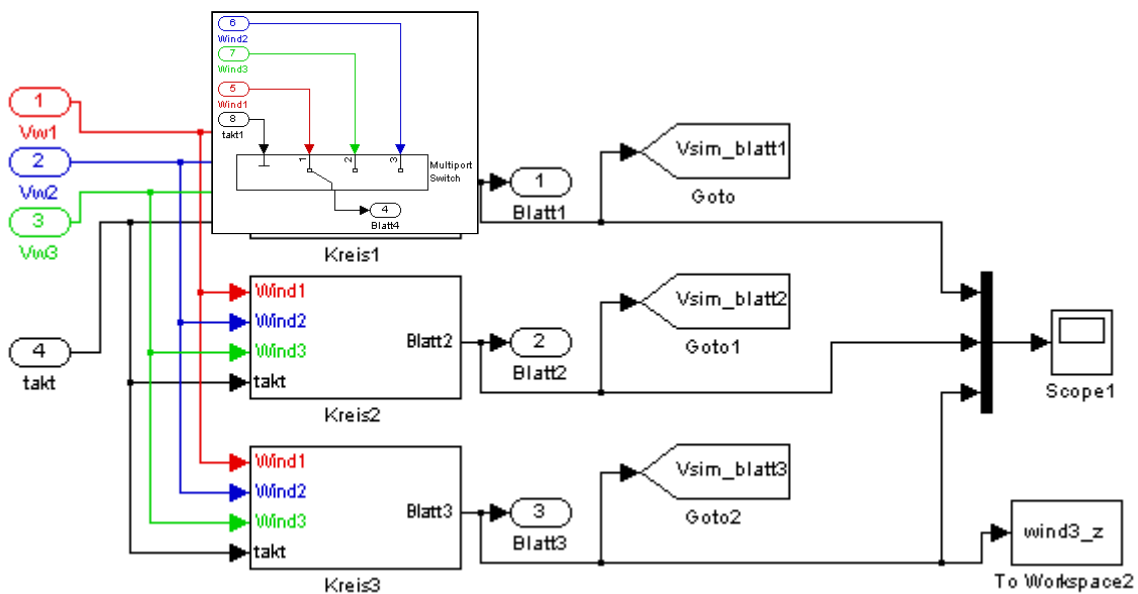 6
Wind2
7
Wind3
5
Wind1
8
takt1
1
2
3
Multiport
Switch
4
Blatt4
1
Vw1
2
Vw2
3
Vw3
4
takt
Kreis1
1
Blatt1
Vsim_blatt1
Goto
Wind1
Wind2
Wind3
takt
Blatt2
Kreis2
2
Blatt2
Vsim_blatt2
Goto1
Scope1
Wind1
Wind2
Wind3
takt
Blatt3
Kreis3
3
Blatt3
Vsim_blatt3
Goto2
wind3_z
To Workspace2